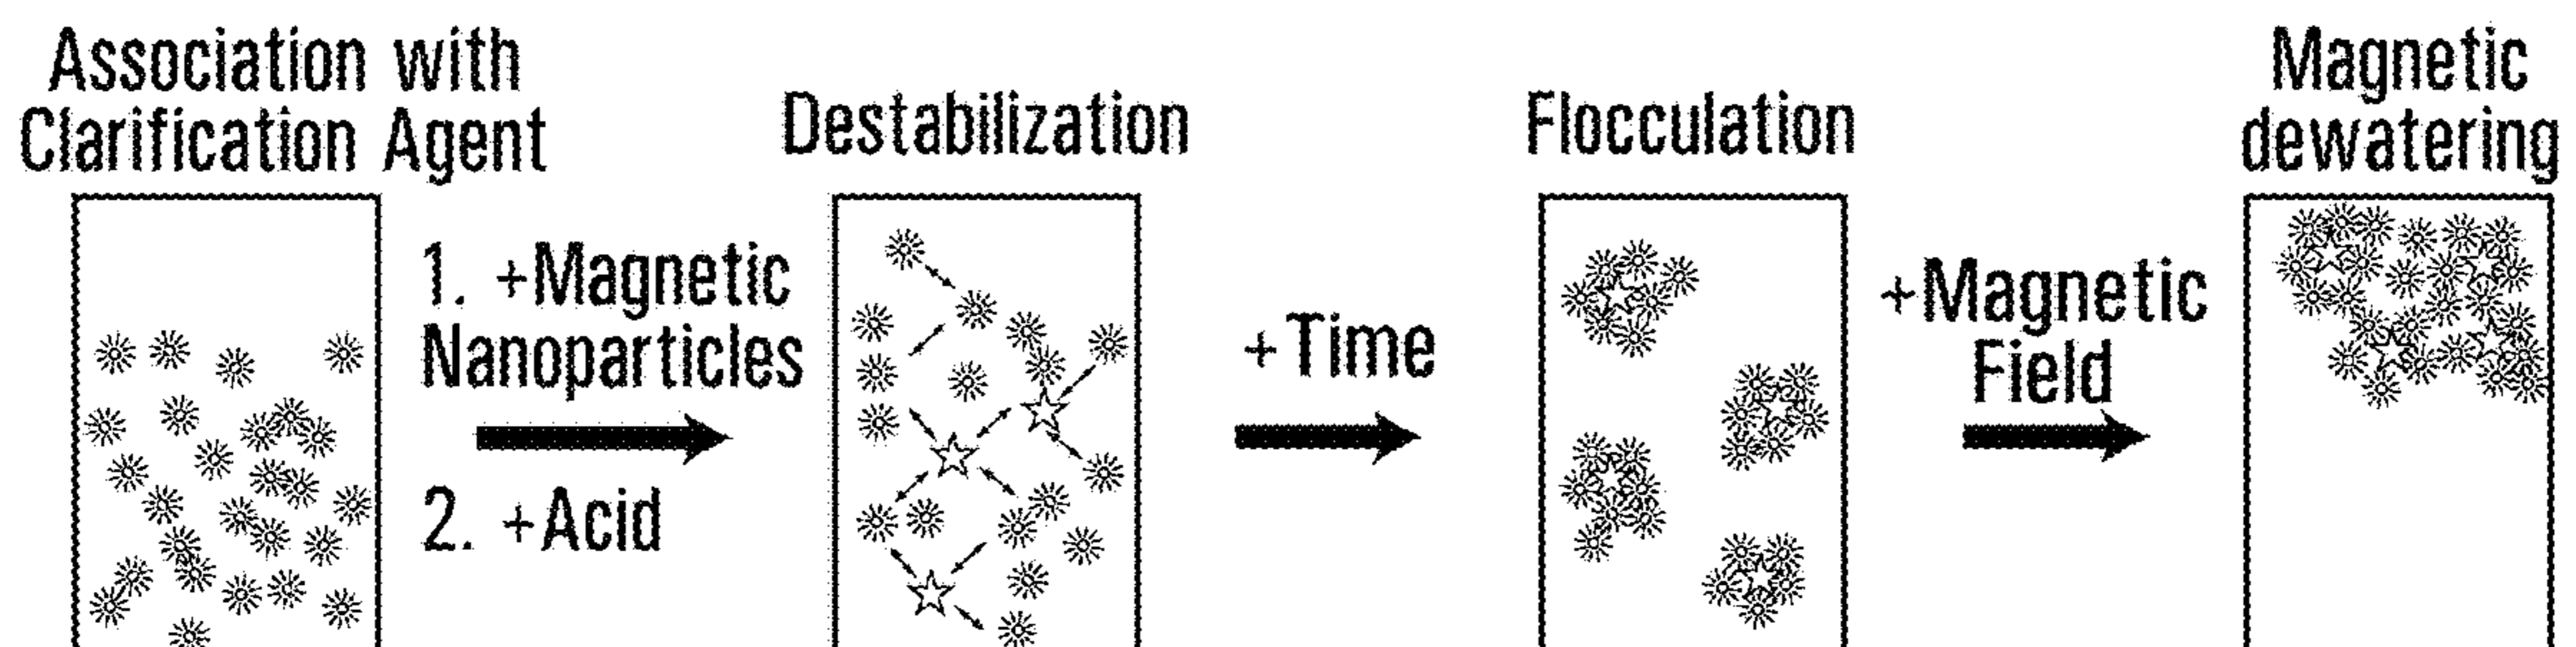 Association with
Clarification Agent
1. +Magnetic
Nanoparticles
2. +Acid
Destabilization
+Time
Flocculation
+Magnetic
Field
Magnetic
dewatering